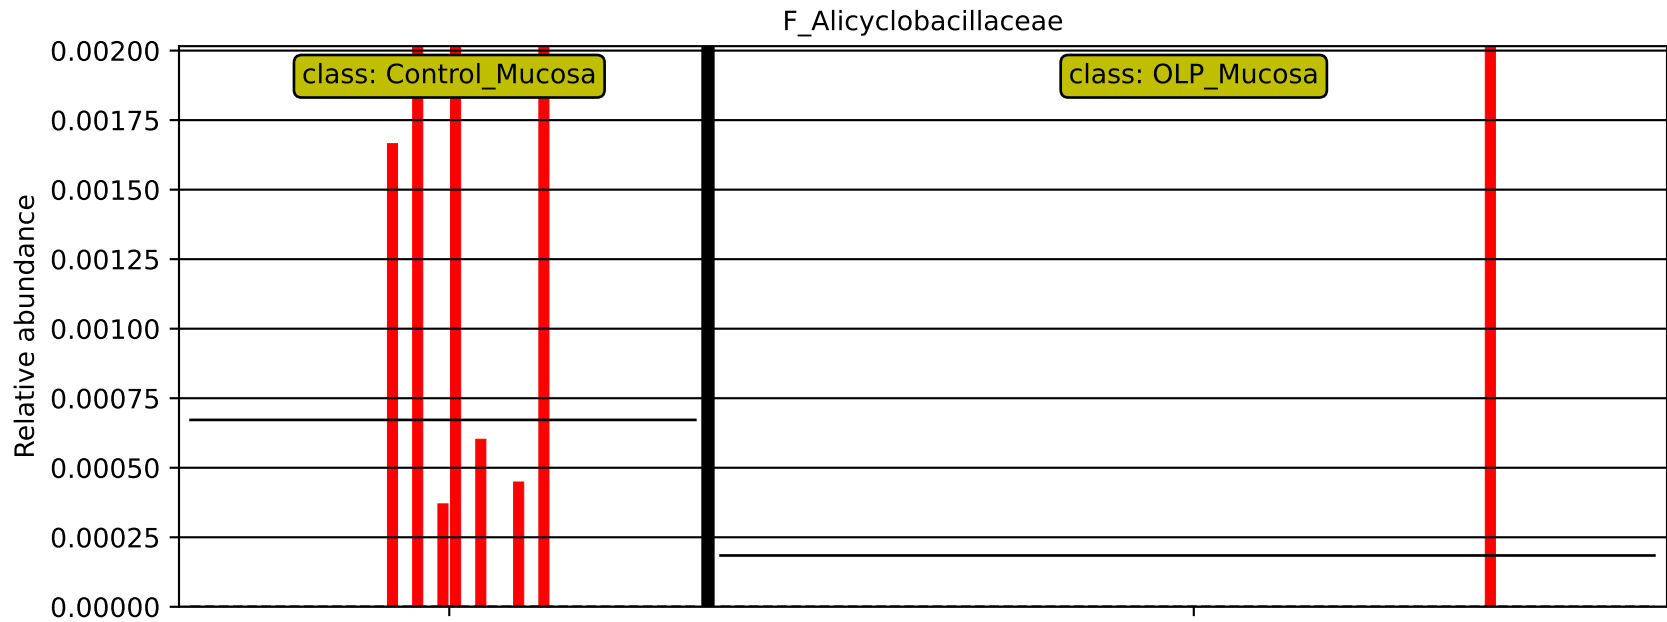 F_Alicyclobacillaceae
class: Control_Mucosa
class: OLP_Mucosa
Relative abundance
0.00200
0.00175
0.00150
0.00125
0.00100
0.00075
0.00050
0.00025
0.00000